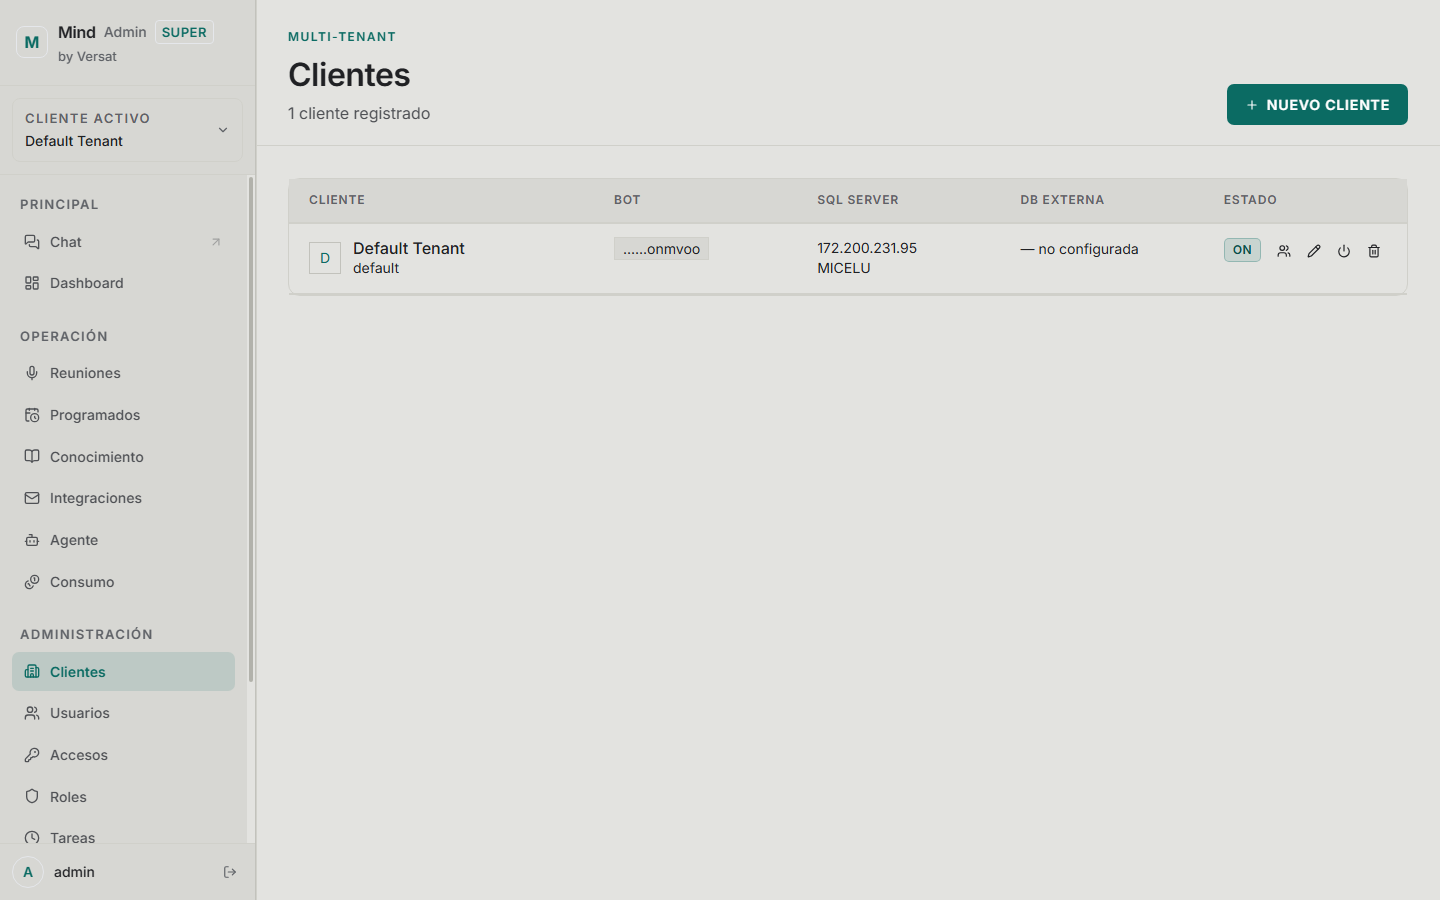 M
Mind Admin SUPER
by Versat
CLIENTE ACTIVO
Default Tenant
PRINCIPAL
Chat
Dashboard
OPERACIÓN
Reuniones
Programados
Conocimiento
Integraciones
Agente
Consumo
ADMINISTRACIÓN
Clientes
Usuarios
Accesos
Roles
Tareas
A admin
MULTI-TENANT
Clientes
1 cliente registrado
+ NUEVO CLIENTE
CLIENTE BOT SQL SERVER DB EXTERNA ESTADO
D Default Tenant ......onmvoo 172.200.231.95 — no configurada ON
default MICELU